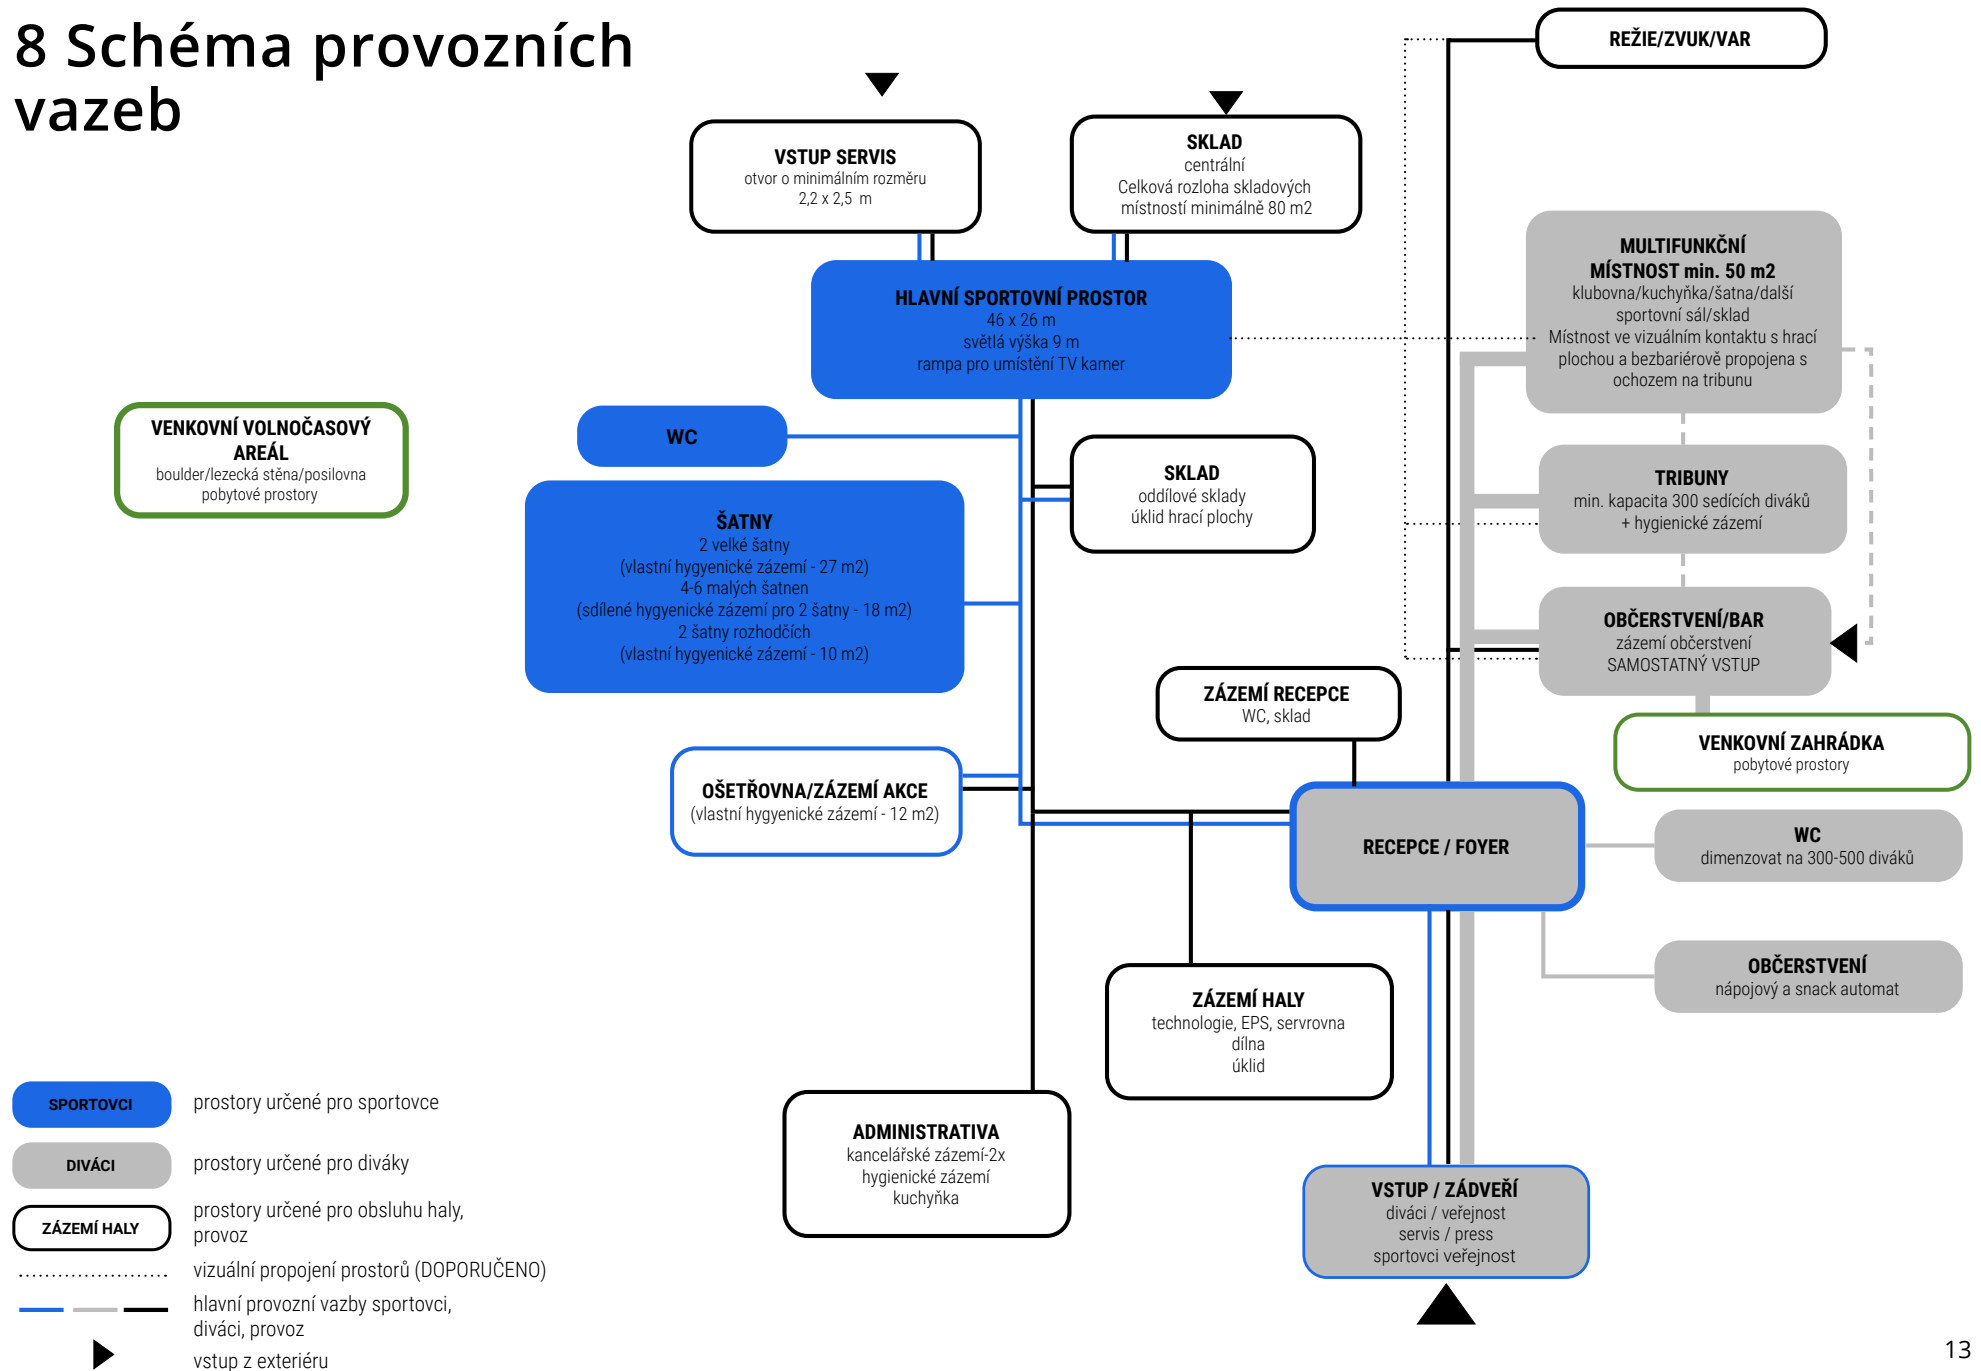 8 Schéma provozních
vazeb
REŽIE/ZVUK/VAR
VSTUP SERVIS
otvor o minimálním rozměru
2,2 x 2,5 m
SKLAD
centrální
Celková rozloha skladových
místností minimálně 80 m2
MULTIFUNKČNÍ
MÍSTNOST min. 50 m2
klubovna/kuchyňka/šatna/další
sportovní sál/sklad
Místnost ve vizuálním kontaktu s hrací
plochou a bezbariérově propojena s
ochozem na tribunu
HLAVNÍ SPORTOVNÍ PROSTOR
46 x 26 m
světlá výška 9 m
rampa pro umístění TV kamer
VENKOVNÍ VOLNOČASOVÝ
AREÁL
boulder/lezecká stěna/posilovna
pobytové prostory
WC
SKLAD
oddílové sklady
úklid hrací plochy
TRIBUNY
min. kapacita 300 sedících diváků
+ hygienické zázemí
ŠATNY
2 velké šatny
(vlastní hygyenické zázemí - 27 m2)
4-6 malých šatnen
(sdílené hygyenické zázemí pro 2 šatny - 18 m2)
2 šatny rozhodčích
(vlastní hygyenické zázemí - 10 m2)
OBČERSTVENÍ/BAR
zázemí občerstvení
SAMOSTATNÝ VSTUP
ZÁZEMÍ RECEPCE
WC, sklad
VENKOVNÍ ZAHRÁDKA
pobytové prostory
OŠETŘOVNA/ZÁZEMÍ AKCE
(vlastní hygyenické zázemí - 12 m2)
RECEPCE / FOYER
WC
dimenzovat na 300-500 diváků
OBČERSTVENÍ
nápojový a snack automat
ZÁZEMÍ HALY
technologie, EPS, servrovna
dílna
úklid
ADMINISTRATIVA
kancelářské zázemí-2x
hygienické zázemí
kuchyňka
VSTUP / ZÁDVEŘÍ
diváci / veřejnost
servis / press
sportovci veřejnost
SPORTOVCI
prostory určené pro sportovce
DIVÁCI
prostory určené pro diváky
ZÁZEMÍ HALY
prostory určené pro obsluhu haly,
provoz
vizuální propojení prostorů (DOPORUČENO)
hlavní provozní vazby sportovci,
diváci, provoz
vstup z exteriéru
13